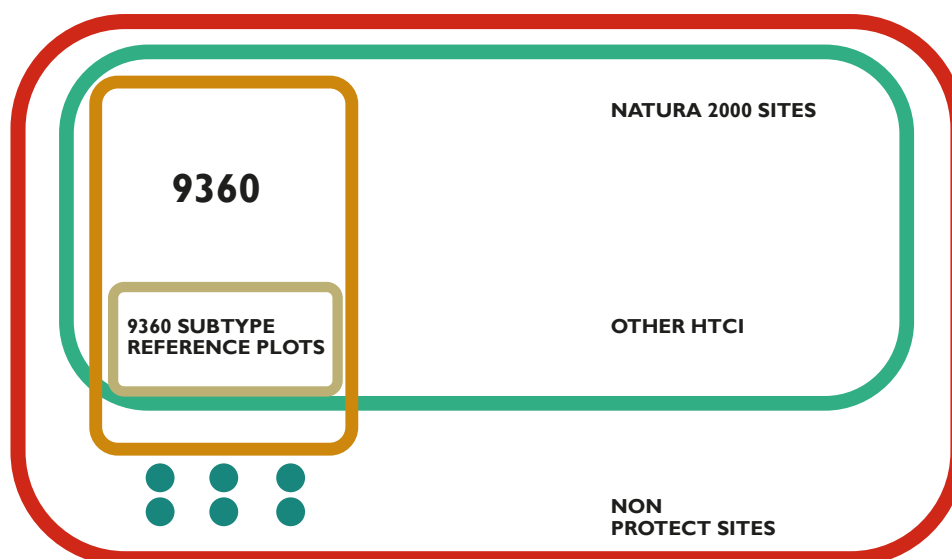 NATURA 2000 SITES
9360
9360 SUBTYPE
REFERENCE PLOTS
OTHER HTCI
NON
PROTECT SITES